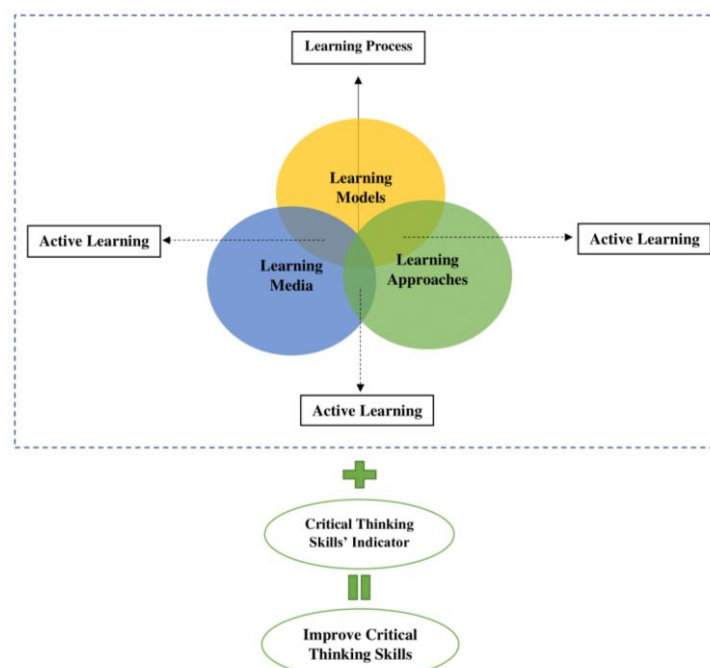 Learning Process
Learning
Models
Active Learning
Active Learning
Learning
Media
Learning
Approaches
Active Learning
Critical Thinking
Skills' Indicator
Improve Critical
Thinking Skills